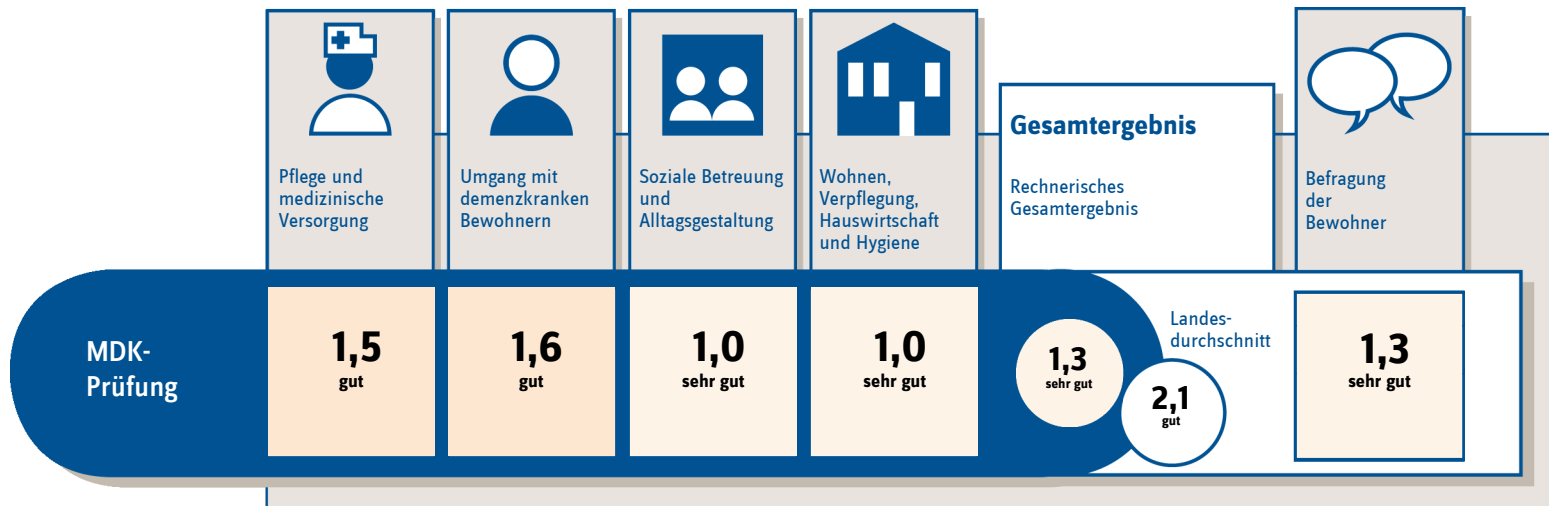 Pflege und
medizinische
Versorgung
Umgang mit
demenzkranken
Bewohnern
Soziale Betreuung
und
Alltagsgestaltung
Wohnen,
Verpflegung,
Hauswirtschaft
und Hygiene
Gesamtergebnis
Rechnerisches
Gesamtergebnis
Befragung
der
Bewohner
MDK-
Prüfung
1,5
gut
1,6
gut
1,0
sehr gut
1,0
sehr gut
1,3
sehr gut
Landes-
durchschnitt
2,1
gut
1,3
sehr gut